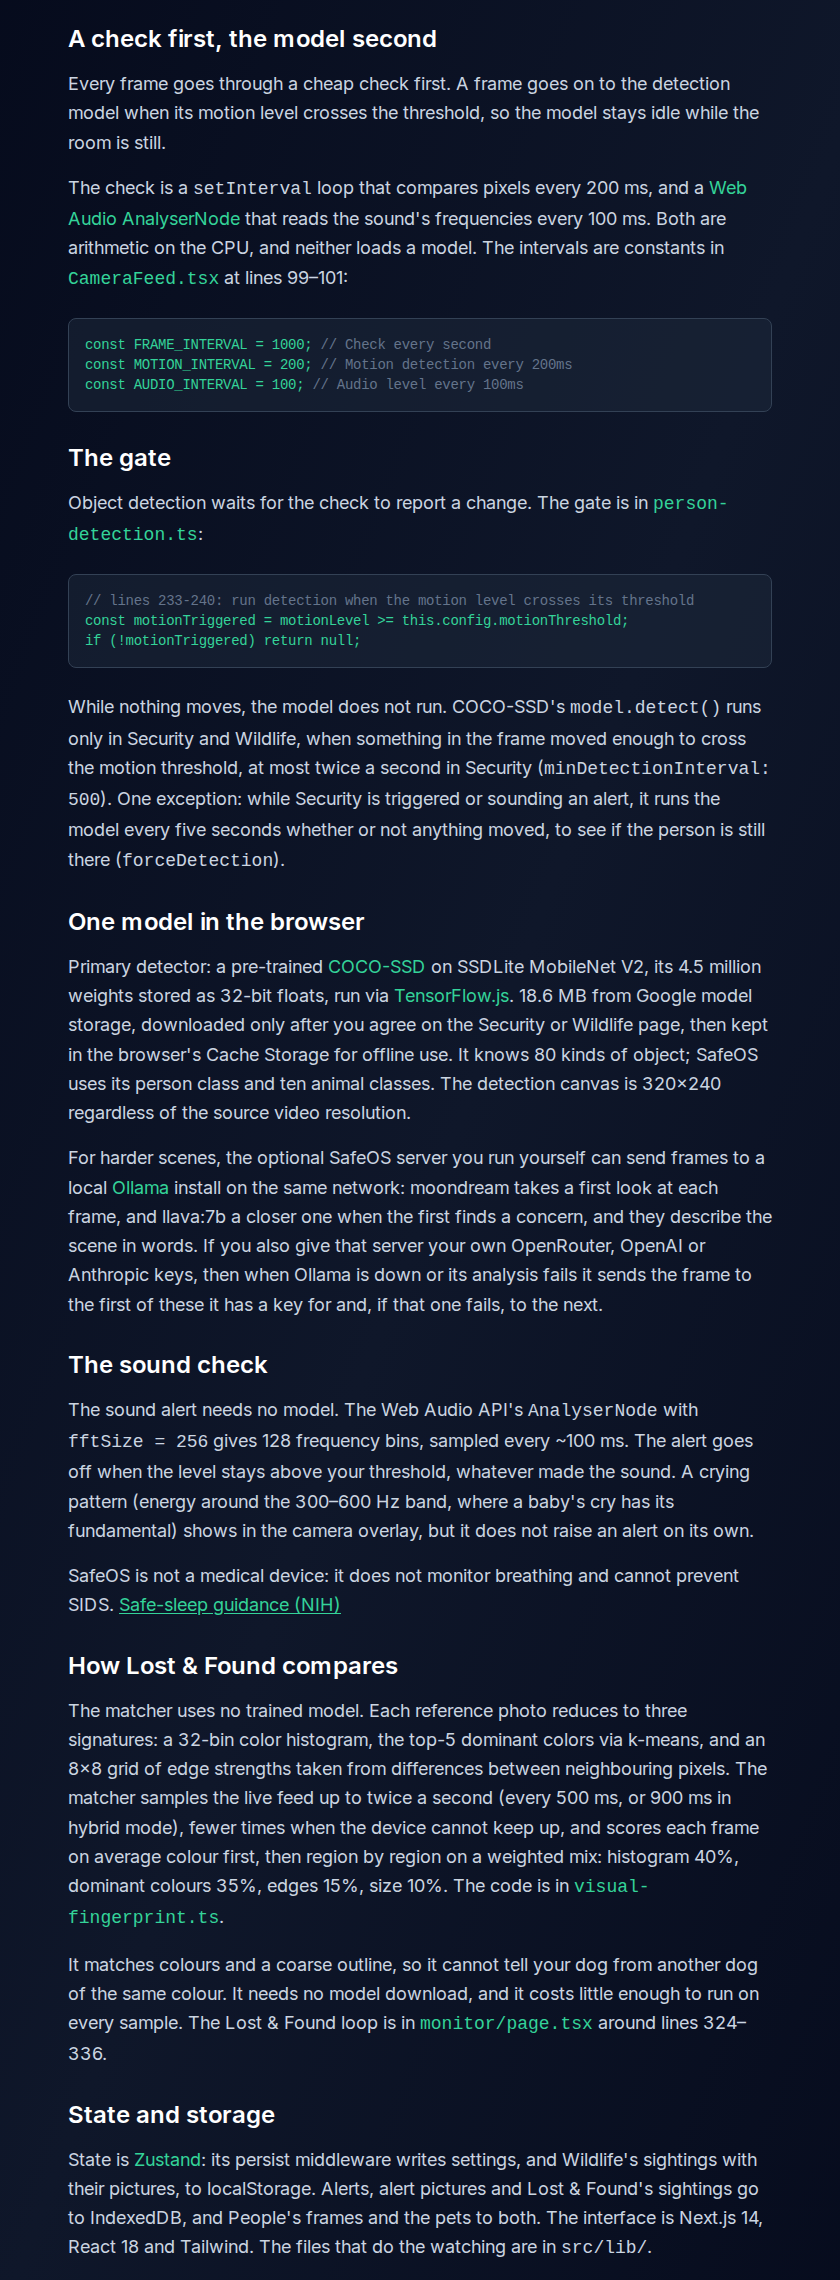 A check first, the model second
Every frame goes through a cheap check first. A frame goes on to the detection
model when its motion level crosses the threshold, so the model stays idle while the
room is still.
The check is a setInterval loop that compares pixels every 200 ms, and a Web
Audio AnalyserNode that reads the sound's frequencies every 100 ms. Both are
arithmetic on the CPU, and neither loads a model. The intervals are constants in
CameraFeed.tsx at lines 99–101:
const FRAME_INTERVAL = 1000; // Check every second
const MOTION_INTERVAL = 200; // Motion detection every 200ms
const AUDIO_INTERVAL = 100; // Audio level every 100ms
The gate
Object detection waits for the check to report a change. The gate is in person-
detection.ts:
// lines 233-240: run detection when the motion level crosses its threshold
const motionTriggered = motionLevel >= this.config.motionThreshold;
if (!motionTriggered) return null;
While nothing moves, the model does not run. COCO-SSD's model.detect() runs
only in Security and Wildlife, when something in the frame moved enough to cross
the motion threshold, at most twice a second in Security (minDetectionInterval:
500). One exception: while Security is triggered or sounding an alert, it runs the
model every five seconds whether or not anything moved, to see if the person is still
there (forceDetection).
One model in the browser
Primary detector: a pre-trained COCO-SSD on SSDLite MobileNet V2, its 4.5 million
weights stored as 32-bit floats, run via TensorFlow.js. 18.6 MB from Google model
storage, downloaded only after you agree on the Security or Wildlife page, then kept
in the browser's Cache Storage for offline use. It knows 80 kinds of object; SafeOS
uses its person class and ten animal classes. The detection canvas is 320×240
regardless of the source video resolution.
For harder scenes, the optional SafeOS server you run yourself can send frames to a
local Ollama install on the same network: moondream takes a first look at each
frame, and llava:7b a closer one when the first finds a concern, and they describe the
scene in words. If you also give that server your own OpenRouter, OpenAI or
Anthropic keys, then when Ollama is down or its analysis fails it sends the frame to
the first of these it has a key for and, if that one fails, to the next.
The sound check
The sound alert needs no model. The Web Audio API's AnalyserNode with
fftSize = 256 gives 128 frequency bins, sampled every ~100 ms. The alert goes
off when the level stays above your threshold, whatever made the sound. A crying
pattern (energy around the 300–600 Hz band, where a baby's cry has its
fundamental) shows in the camera overlay, but it does not raise an alert on its own.
SafeOS is not a medical device: it does not monitor breathing and cannot prevent
SIDS. Safe-sleep guidance (NIH)
How Lost & Found compares
The matcher uses no trained model. Each reference photo reduces to three
signatures: a 32-bin color histogram, the top-5 dominant colors via k-means, and an
8×8 grid of edge strengths taken from differences between neighbouring pixels. The
matcher samples the live feed up to twice a second (every 500 ms, or 900 ms in
hybrid mode), fewer times when the device cannot keep up, and scores each frame
on average colour first, then region by region on a weighted mix: histogram 40%,
dominant colours 35%, edges 15%, size 10%. The code is in visual-
fingerprint.ts.
It matches colours and a coarse outline, so it cannot tell your dog from another dog
of the same colour. It needs no model download, and it costs little enough to run on
every sample. The Lost & Found loop is in monitor/page.tsx around lines 324–
336.
State and storage
State is Zustand: its persist middleware writes settings, and Wildlife's sightings with
their pictures, to localStorage. Alerts, alert pictures and Lost & Found's sightings go
to IndexedDB, and People's frames and the pets to both. The interface is Next.js 14,
React 18 and Tailwind. The files that do the watching are in src/lib/.